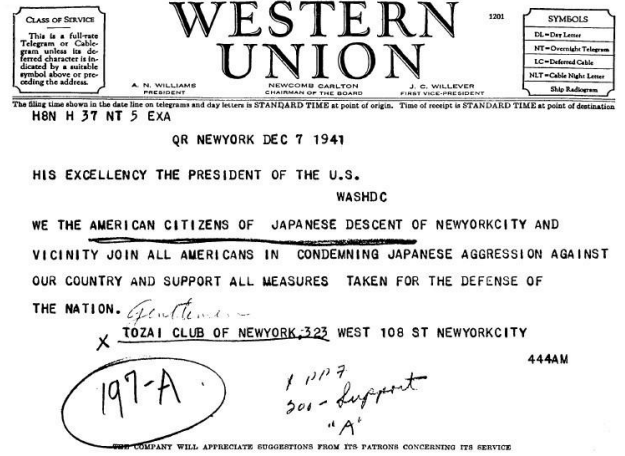 CLASS OF SERVICE
This is a full-rate
Telegram or Cable-
gram unless its de-
ferred character is in-
dicated by a suitable
symbol above or pre-
ceding the address.
WESTERN
UNION
1201
SYMBOLS
DL=Day Letter
NT=Overnight Telegram
LC=Deferred Cable
NLT=Cable Night Letter
Ship Radiogram
A. N. WILLIAMS
PRESIDENT
NEWCOMB CARLTON
CHAIRMAN OF THE BOARD
J. C. WILLEVER
FIRST VICE-PRESIDENT
The filing time shown in the date line on telegrams and day letters is STANDARD TIME at point of origin. Time of receipt is STANDARD TIME at point of destination
H8N H 37 NT 5 EXA
QR NEWYORK DEC 7 1941
HIS EXCELLENCY THE PRESIDENT OF THE U.S.
WASHDC
WE THE AMERICAN CITIZENS OF JAPANESE DESCENT OF NEWYORKCITY AND
VICINITY JOIN ALL AMERICANS IN CONDEMNING JAPANESE AGGRESSION AGAINST
OUR COUNTRY AND SUPPORT ALL MEASURES TAKEN FOR THE DEFENSE OF
THE NATION. Gentlemen
X TOZAI CLUB OF NEWYORK;323 WEST 108 ST NEWYORKCITY
444AM
197-A
X PP7
200-Support
"A"
THE COMPANY WILL APPRECIATE SUGGESTIONS FROM ITS PATRONS CONCERNING ITS SERVICE